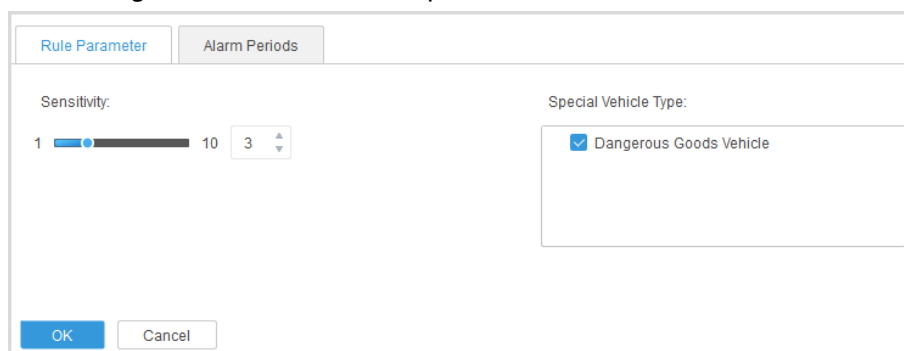 Rule Parameter
Alarm Periods
Sensitivity:
1 10 3
Special Vehicle Type:
Dangerous Goods Vehicle
OK
Cancel